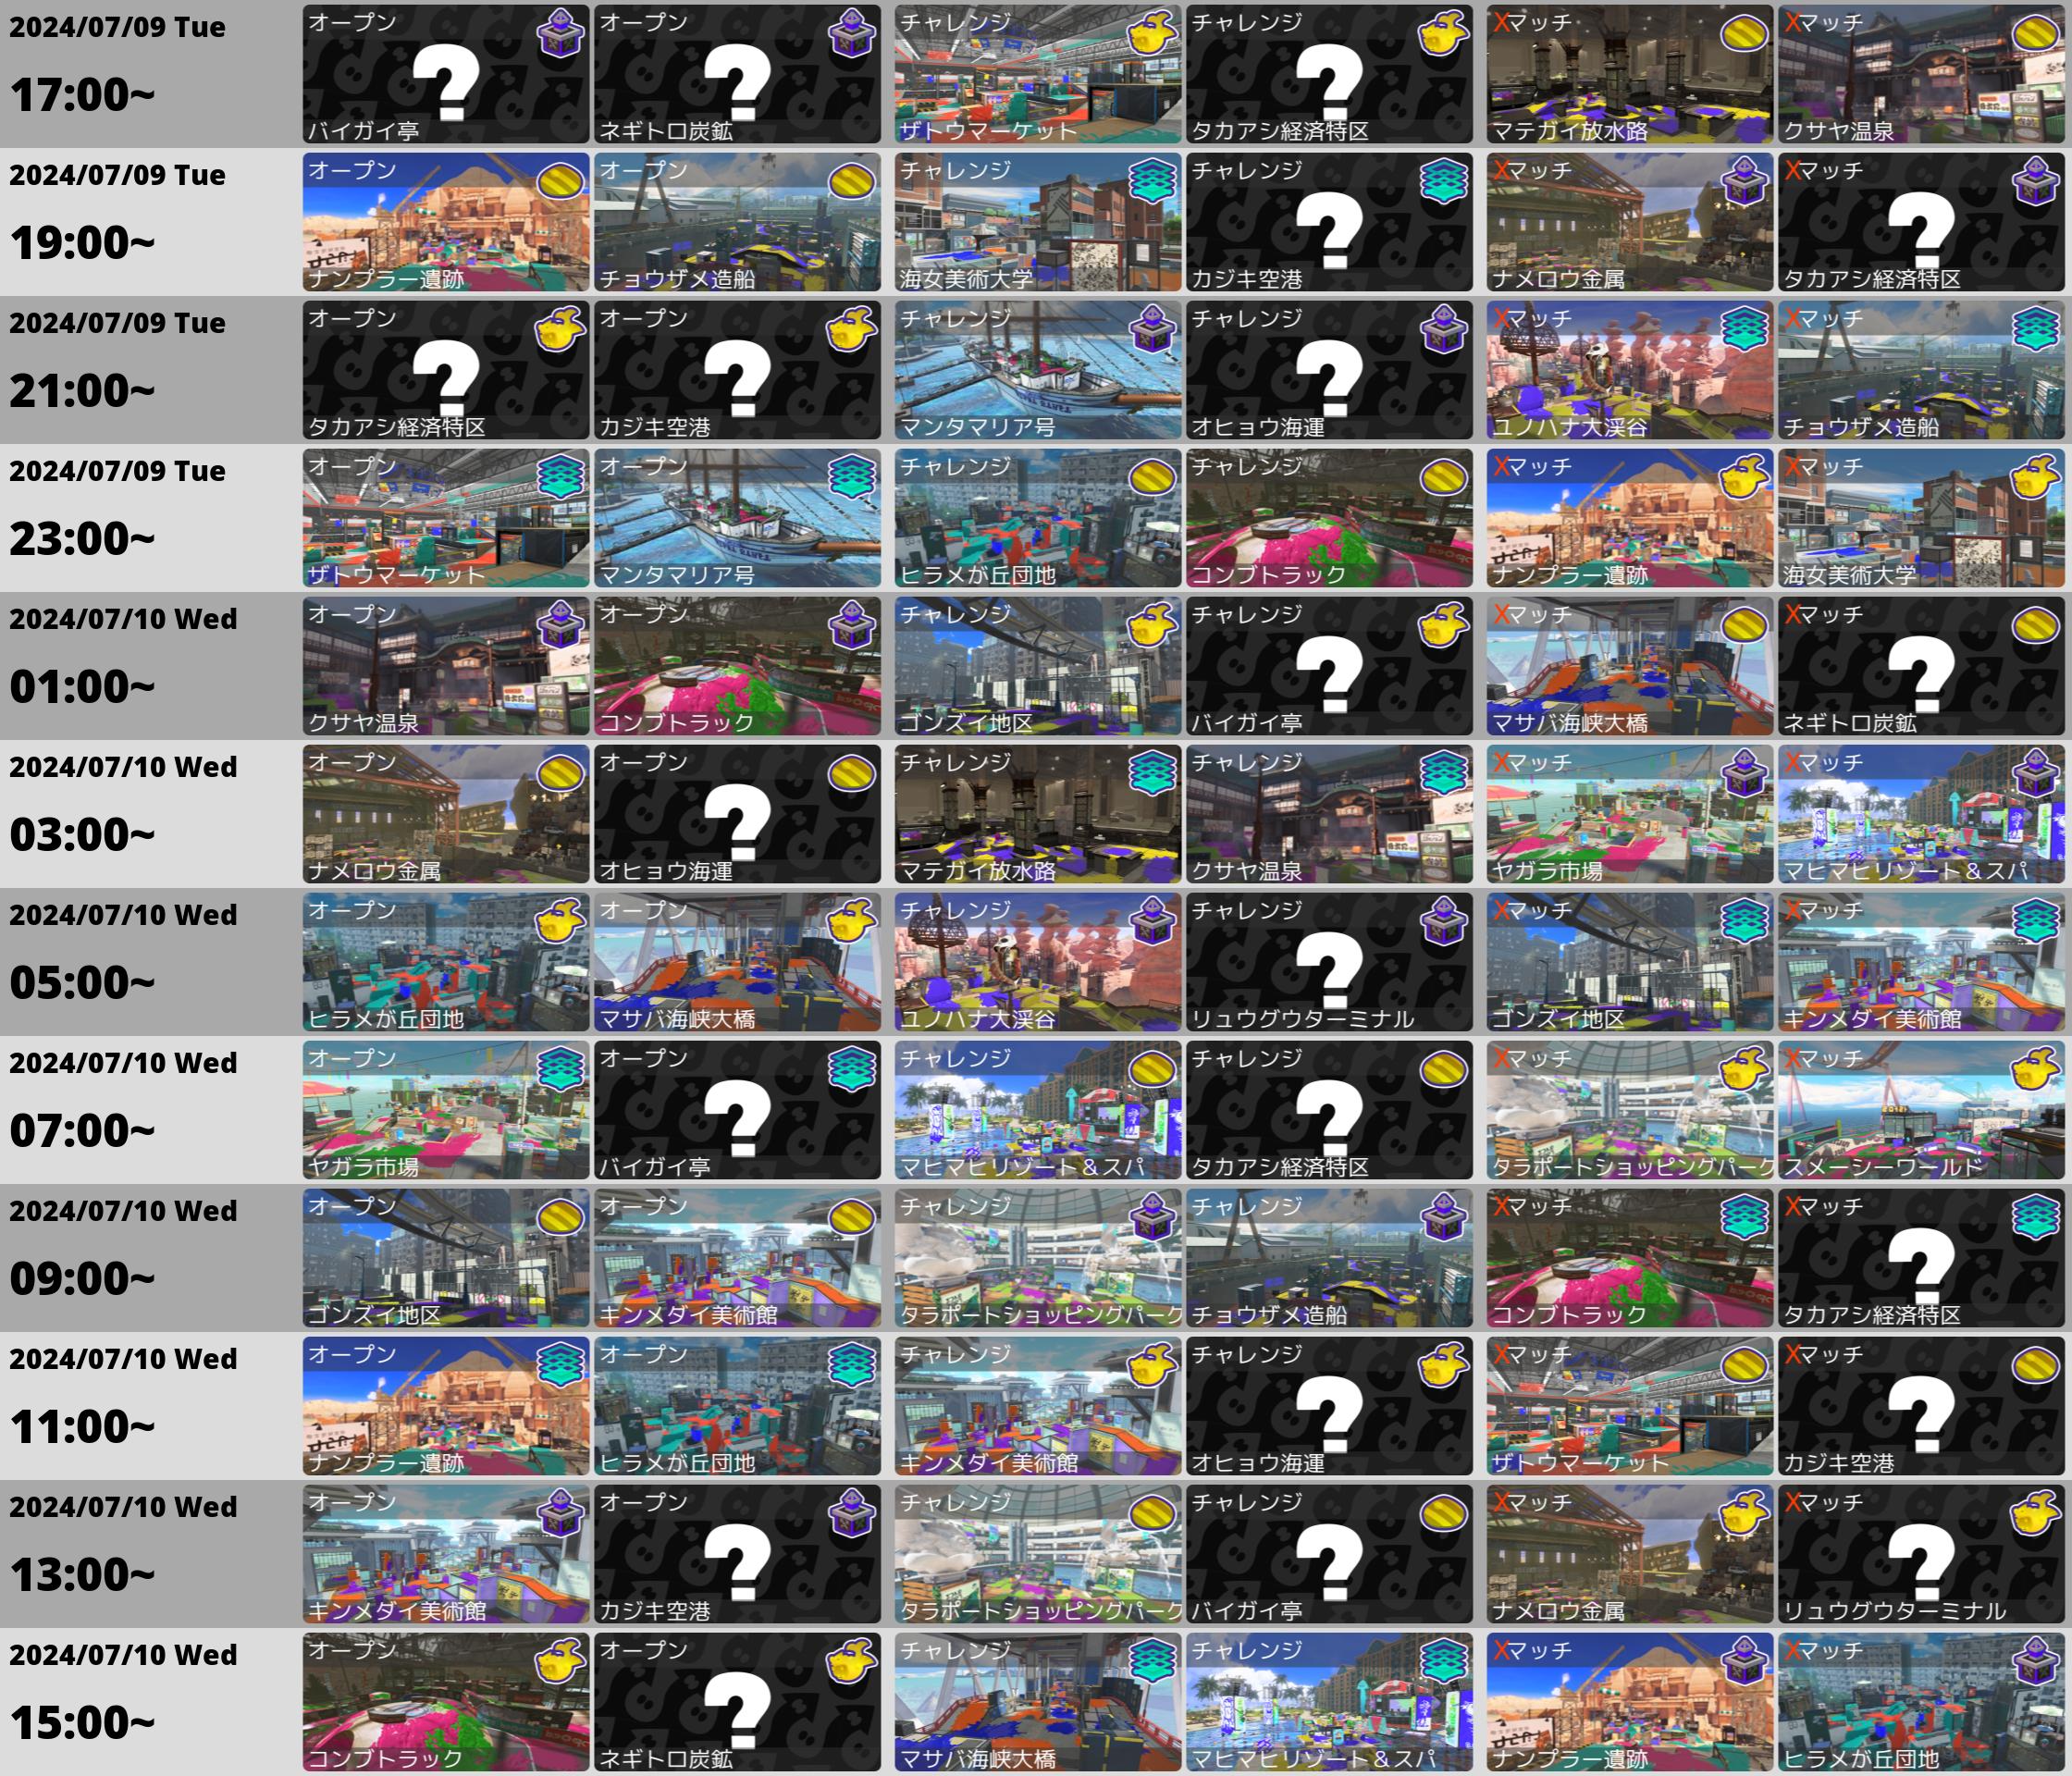 2024/07/09 Tue
17:00~
オープン
バイガイ亭
オープン
ネギトロ炭鉱
チャレンジ
ザトウマーケット
チャレンジ
タカアシ経済特区
Xマッチ
マテガイ放水路
Xマッチ
クサヤ温泉
2024/07/09 Tue
19:00~
オープン
ナンプラー遺跡
オープン
チョウザメ造船
チャレンジ
海女美術大学
チャレンジ
カジキ空港
Xマッチ
ナメロウ金属
Xマッチ
タカアシ経済特区
2024/07/09 Tue
21:00~
オープン
タカアシ経済特区
オープン
カジキ空港
チャレンジ
マンタマリア号
チャレンジ
オヒョウ海運
Xマッチ
ユノハナ大渓谷
Xマッチ
チョウザメ造船
2024/07/09 Tue
23:00~
オープン
ザトウマーケット
オープン
マンタマリア号
チャレンジ
ヒラメが丘団地
チャレンジ
コンブトラック
Xマッチ
ナンプラー遺跡
Xマッチ
海女美術大学
2024/07/10 Wed
01:00~
オープン
クサヤ温泉
オープン
コンブトラック
チャレンジ
ゴンズイ地区
チャレンジ
バイガイ亭
Xマッチ
マサバ海峡大橋
Xマッチ
ネギトロ炭鉱
2024/07/10 Wed
03:00~
オープン
ナメロウ金属
オープン
オヒョウ海運
チャレンジ
マテガイ放水路
チャレンジ
クサヤ温泉
Xマッチ
ヤガラ市場
Xマッチ
マヒマヒリゾート＆スパ
2024/07/10 Wed
05:00~
オープン
ヒラメが丘団地
オープン
マサバ海峡大橋
チャレンジ
ユノハナ大渓谷
チャレンジ
リュウグウターミナル
Xマッチ
ゴンズイ地区
Xマッチ
キンメダイ美術館
2024/07/10 Wed
07:00~
オープン
ヤガラ市場
オープン
バイガイ亭
チャレンジ
マヒマヒリゾート＆スパ
チャレンジ
タカアシ経済特区
Xマッチ
タラポートショッピングパーク
Xマッチ
スメーシーワールド
2024/07/10 Wed
09:00~
オープン
ゴンズイ地区
オープン
キンメダイ美術館
チャレンジ
タラポートショッピングパーク
チャレンジ
チョウザメ造船
Xマッチ
コンブトラック
Xマッチ
タカアシ経済特区
2024/07/10 Wed
11:00~
オープン
ナンプラー遺跡
オープン
ヒラメが丘団地
チャレンジ
キンメダイ美術館
チャレンジ
オヒョウ海運
Xマッチ
ザトウマーケット
Xマッチ
カジキ空港
2024/07/10 Wed
13:00~
オープン
キンメダイ美術館
オープン
カジキ空港
チャレンジ
タラポートショッピングパーク
チャレンジ
バイガイ亭
Xマッチ
ナメロウ金属
Xマッチ
リュウグウターミナル
2024/07/10 Wed
15:00~
オープン
コンブトラック
オープン
ネギトロ炭鉱
チャレンジ
マサバ海峡大橋
チャレンジ
マヒマヒリゾート＆スパ
Xマッチ
ナンプラー遺跡
Xマッチ
ヒラメが丘団地